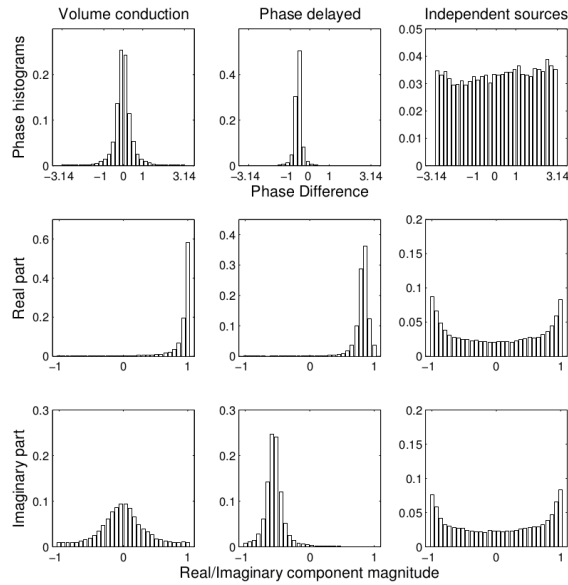 Volume conduction Phase delayed Independent sources
Phase histograms
0.2
0.1
0
−3.14 −1 0 1 3.14
0.4
0.2
0
−3.14 −1 0 1 3.14
0.05
0.04
0.03
0.02
0.01
0
−3.14 −1 0 1 3.14
Phase Difference
Real part
0.6
0.4
0.2
0
−1 0 1
0.4
0.3
0.2
0.1
0
−1 0 1
0.2
0.15
0.1
0.05
0
−1 0 1
Imaginary part
0.3
0.2
0.1
0
−1 0 1
0.3
0.2
0.1
0
−1 0 1
0.2
0.15
0.1
0.05
0
−1 0 1
Real/Imaginary component magnitude